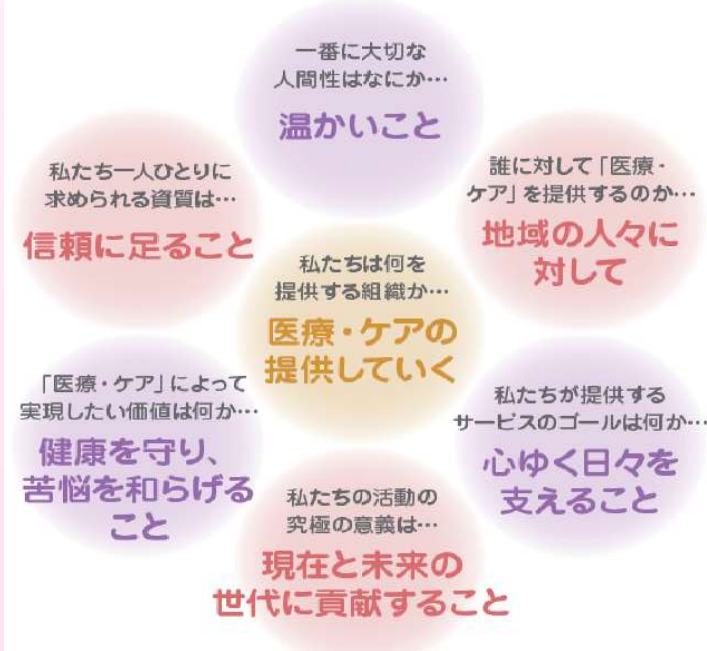 一番に大切な
人間性はなにか…
温かいこと
私たち一人ひとりに
求められる資質は…
信頼に足ること
誰に対して「医療・
ケア」を提供するのか…
地域の人々に
対して
私たちは何を
提供する組織か…
医療・ケアの
提供していく
「医療・ケア」によって
実現したい価値は何か…
健康を守り、
苦悩を和らげる
こと
私たちが提供する
サービスのゴールは何か…
心ゆく日々を
支えること
私たちの活動の
究極の意義は…
現在と未来の
世代に貢献すること